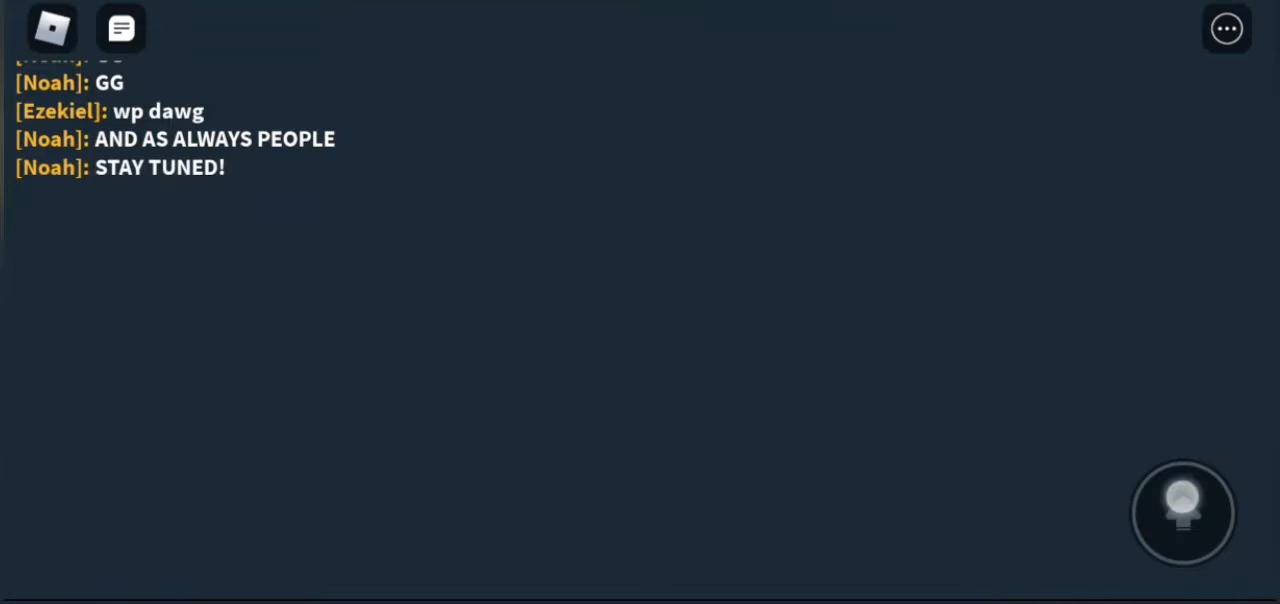 [Noah]: GG
[Ezekiel]: wp dawg
[Noah]: AND AS ALWAYS PEOPLE
[Noah]: STAY TUNED!